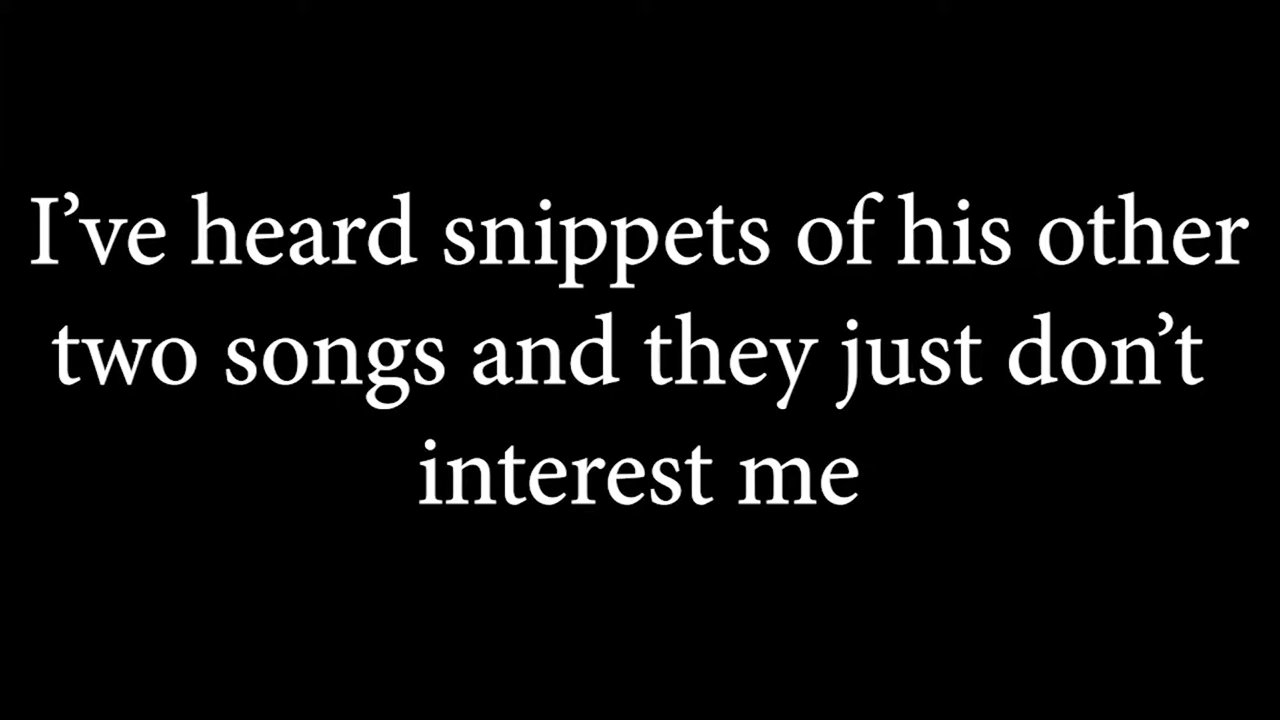 I’ve heard snippets of his other
two songs and they just don’t
interest me